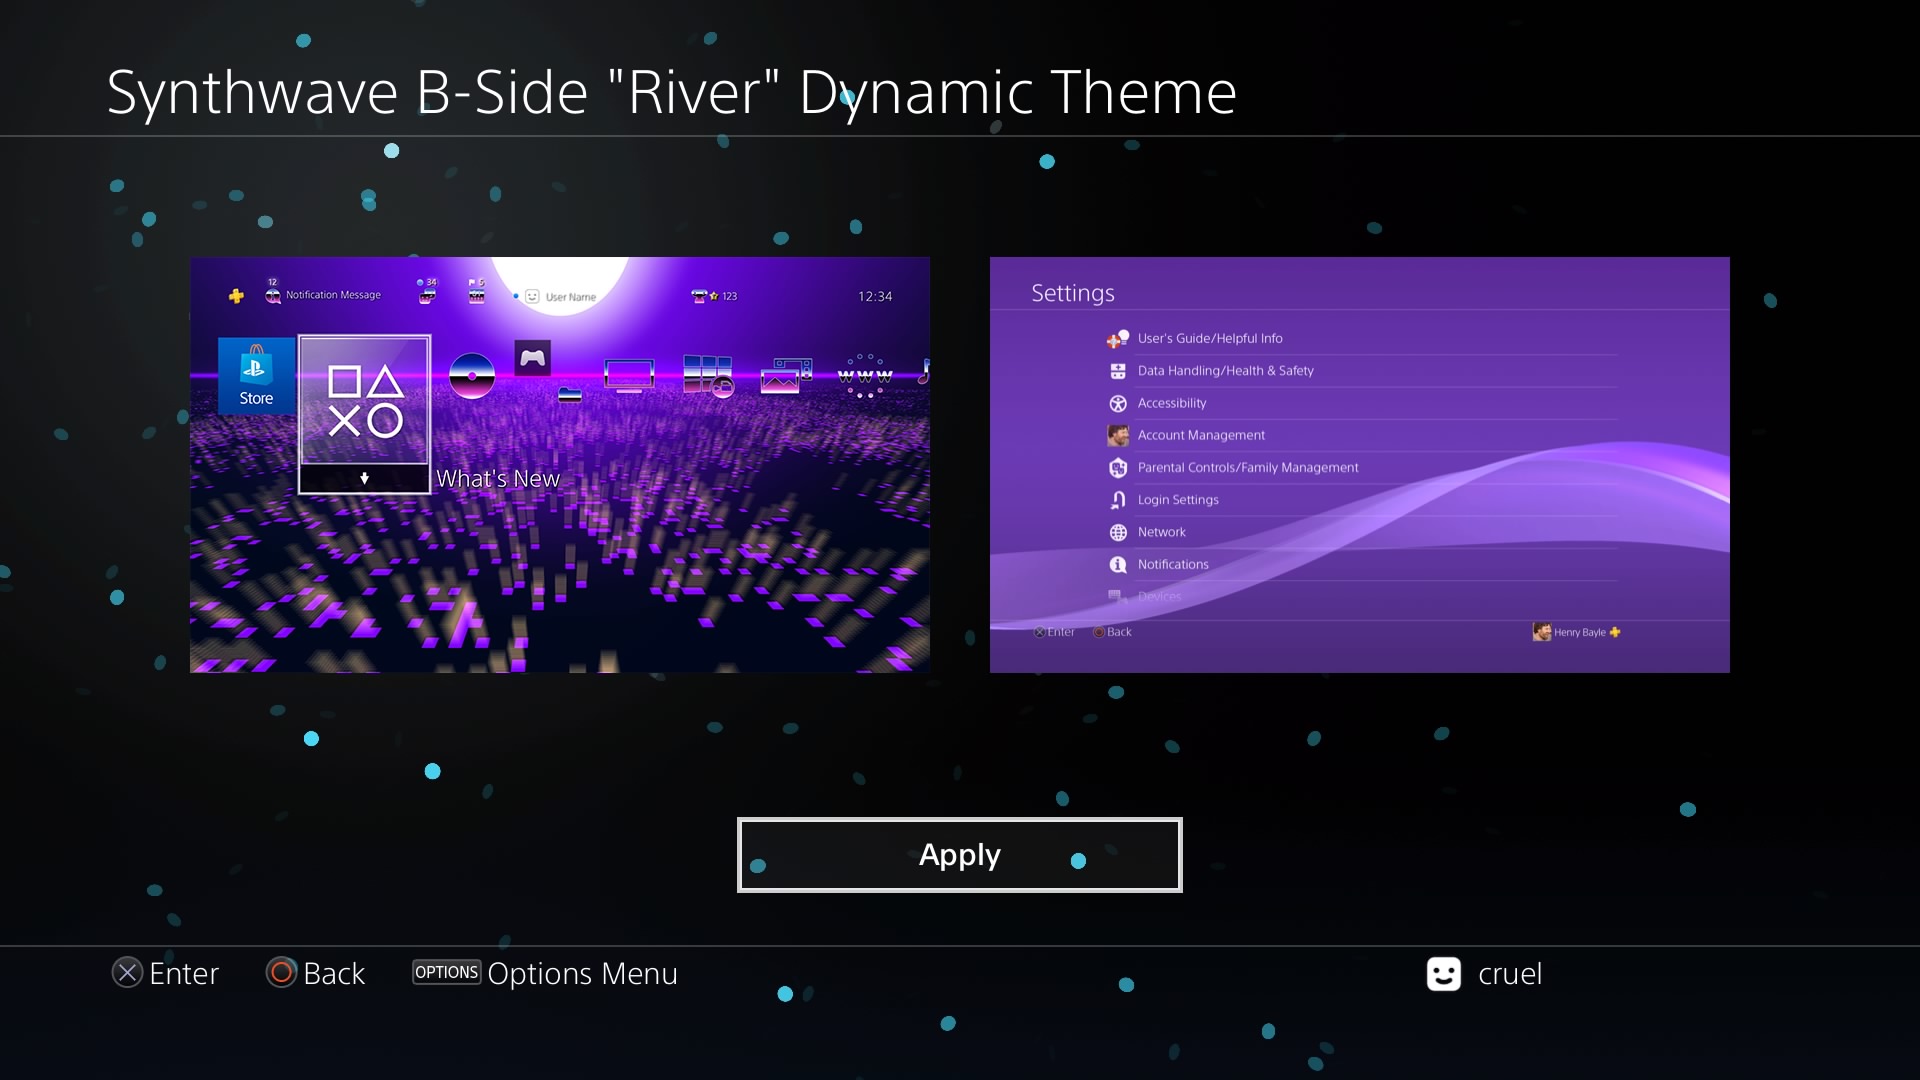 Synthwave B-Side "River" Dynamic Theme
12
Notification Message
34
5
User Name
123
12:34
Store
www
What's New
Settings
User's Guide/Helpful Info
Data Handling/Health & Safety
Accessibility
Account Management
Parental Controls/Family Management
Login Settings
Network
Notifications
Devices
Enter Back
Henry Bayle
Apply
Enter Back OPTIONS Options Menu
cruel